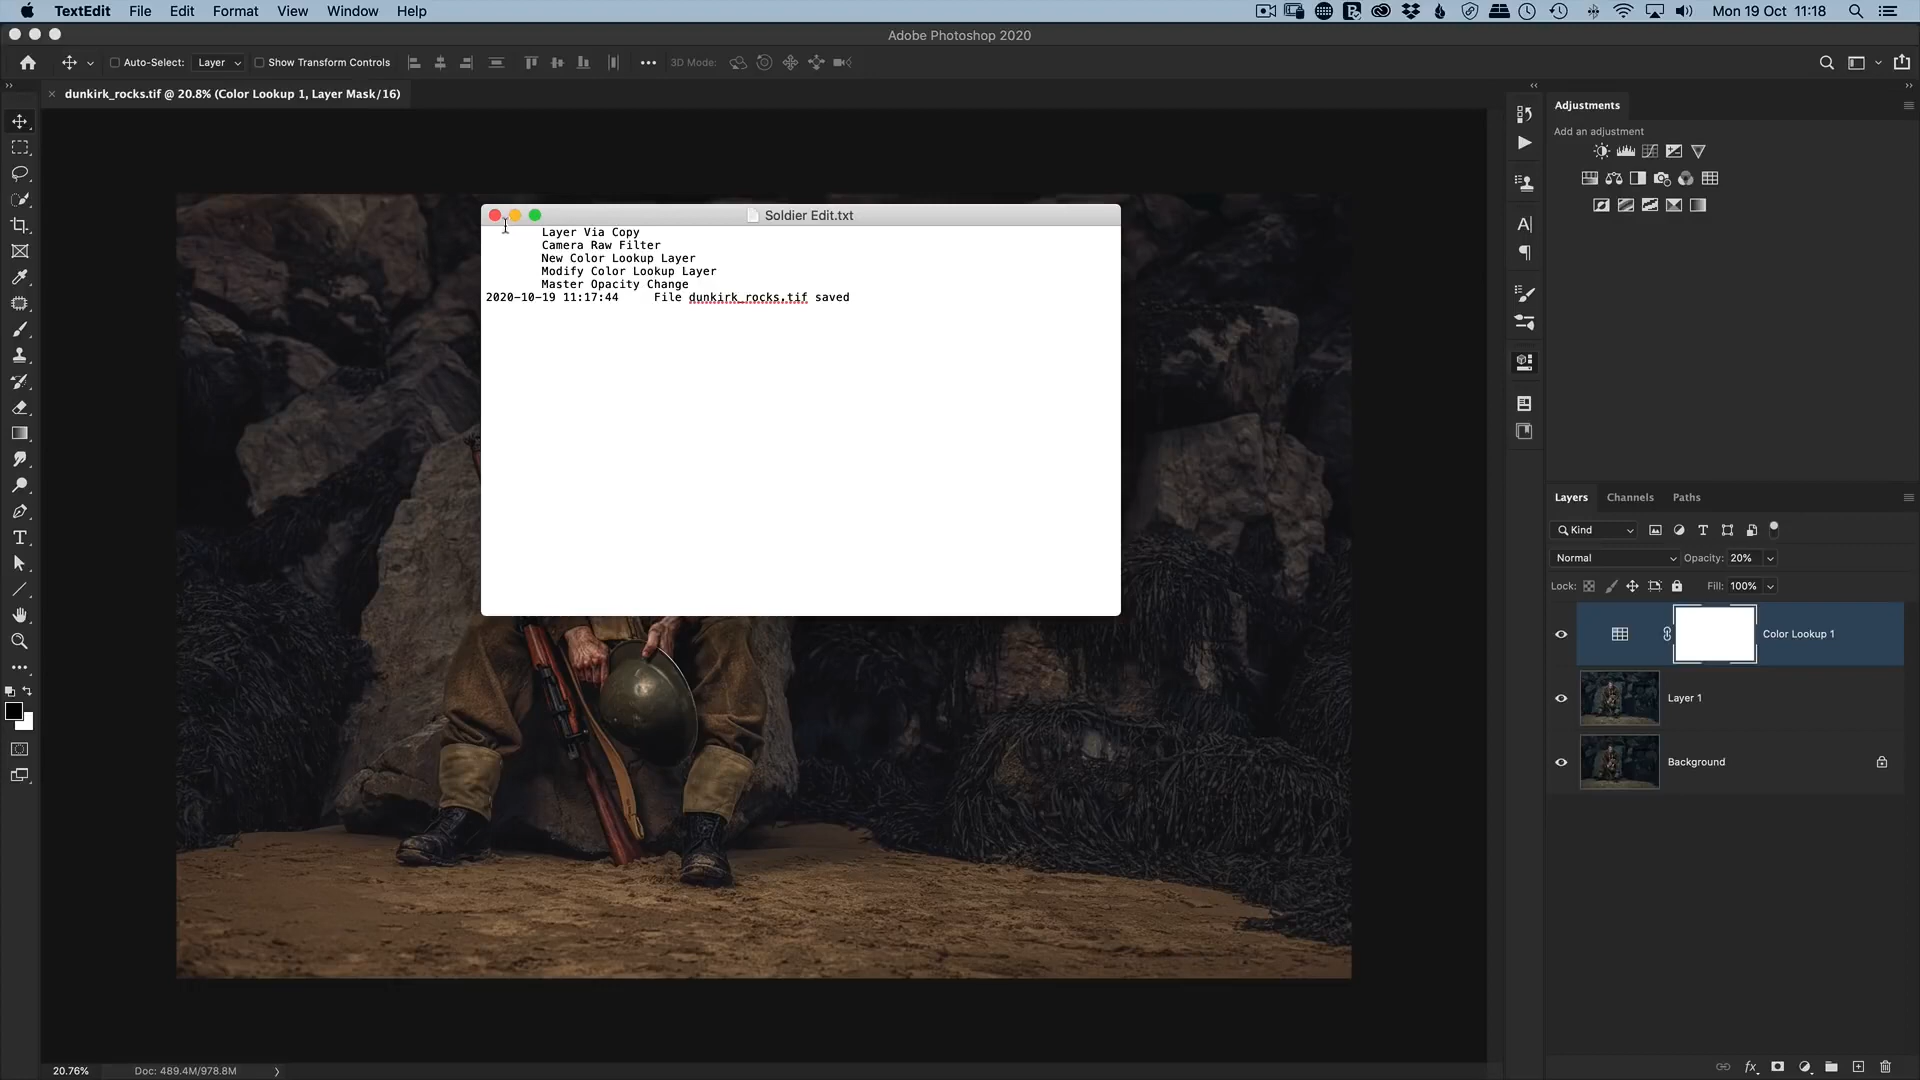 TextEdit File Edit Format View Window Help Mon 19 Oct 11:18
Adobe Photoshop 2020
Auto-Select: Layer Show Transform Controls 3D Mode:
dunkirk_rocks.tif @ 20.8% (Color Lookup 1, Layer Mask/16)
Adjustments
Add an adjustment
Soldier Edit.txt
Layer Via Copy
Camera Raw Filter
New Color Lookup Layer
Modify Color Lookup Layer
Master Opacity Change
2020-10-19 11:17:44 File dunkirk_rocks.tif saved
Layers Channels Paths
Kind
Normal Opacity: 20%
Lock: Fill: 100%
Color Lookup 1
Layer 1
Background
20.76% Doc: 489.4M/978.8M